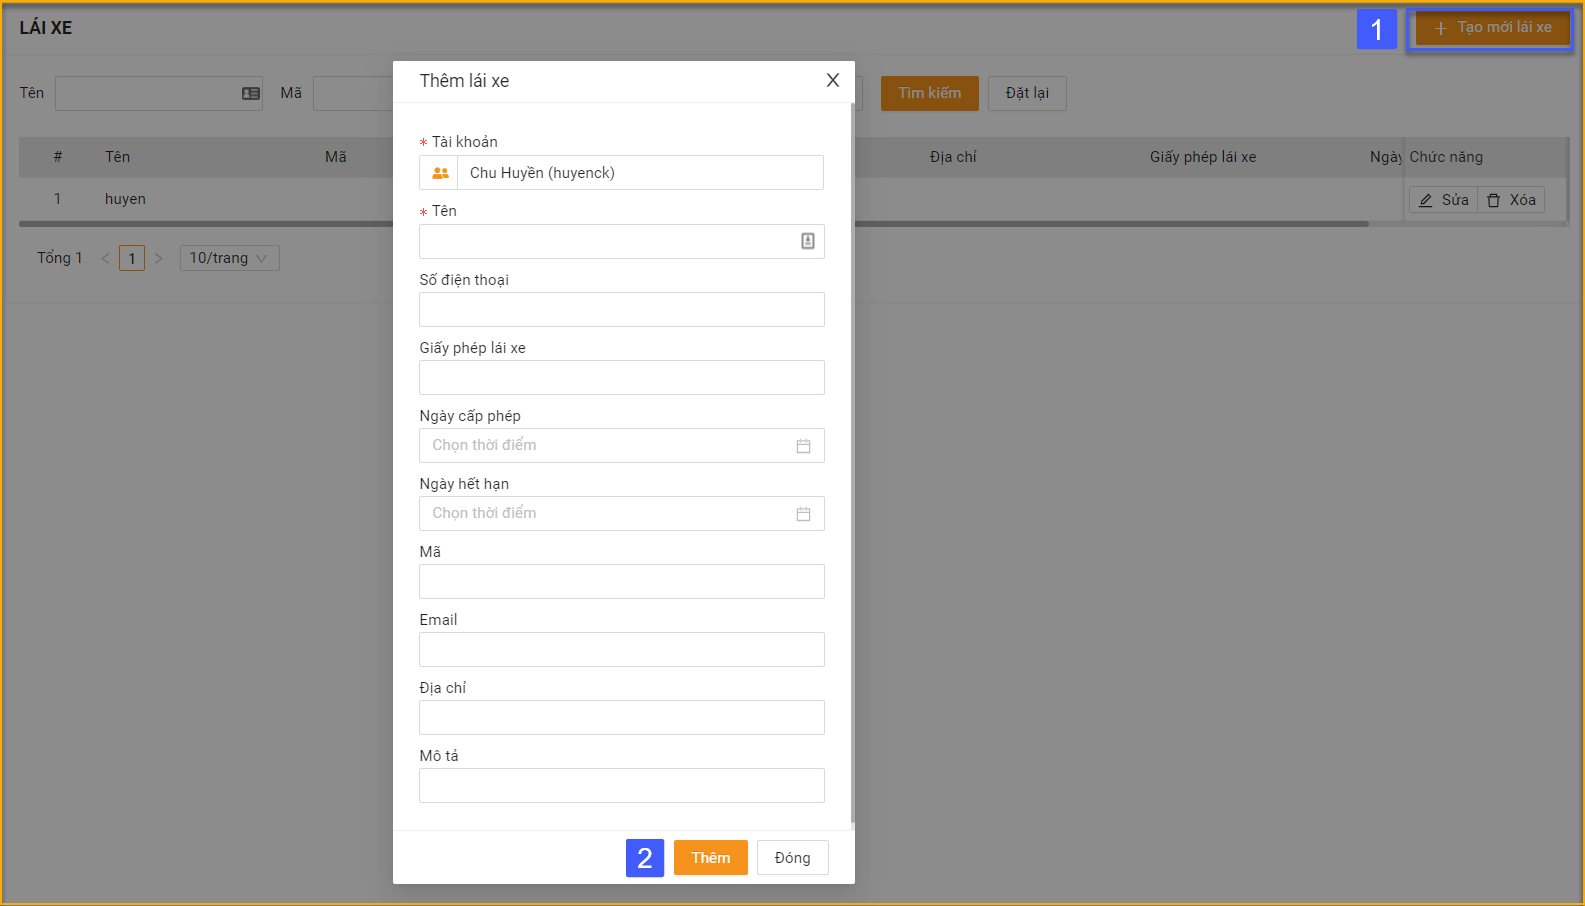 LÁI XE
1
Tạo mới lái xe
Tên
Mã
Tìm kiếm
Đặt lại
# Tên Mã Địa chỉ Giấy phép lái xe Ngày Chức năng
1 huyen Sửa Xóa
Tổng 1 < 1 > 10/trang
Thêm lái xe
X
* Tài khoản
Chu Huyền (huyenck)
* Tên
Số điện thoại
Giấy phép lái xe
Ngày cấp phép
Chọn thời điểm
Ngày hết hạn
Chọn thời điểm
Mã
Email
Địa chỉ
Mô tả
2
Thêm
Đóng